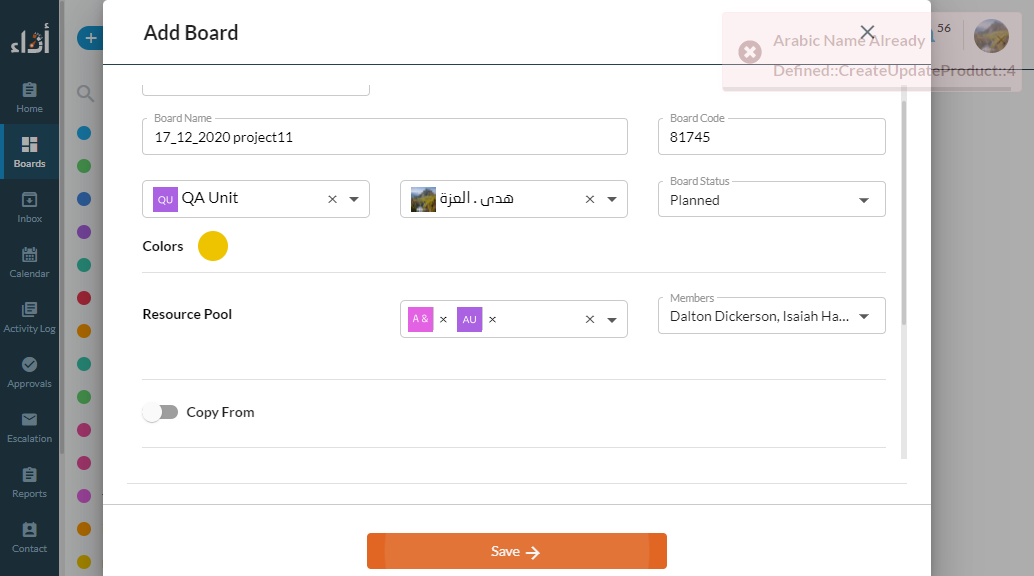 أداء
Home
Boards
Inbox
Calendar
Activity Log
Approvals
Escalation
Reports
Contact
Add Board
56
Arabic Name Already
Defined::CreateUpdateProduct::4
Board Name
17_12_2020 project11
Board Code
81745
QU QA Unit
هدى . العزة
Board Status
Planned
Colors
Resource Pool
A &
AU
Members
Dalton Dickerson, Isaiah Ha...
Copy From
Save